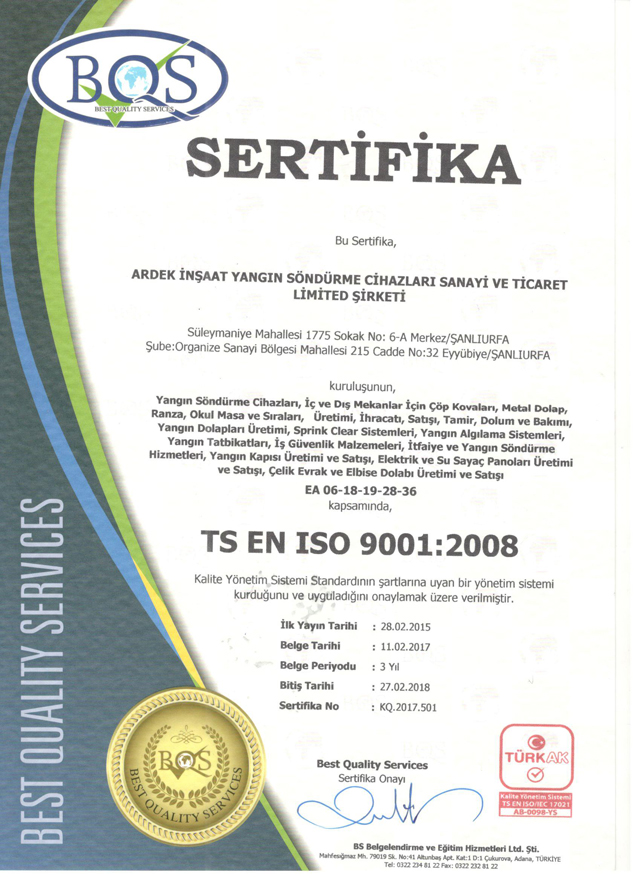 BQS
BEST QUALITY SERVICES
SERTİFİKA
Bu Sertifika,
ARDEK İNŞAAT YANGIN SÖNDÜRME CİHAZLARI SANAYİ VE TİCARET
LİMİTED ŞİRKETİ
Süleymaniye Mahallesi 1775 Sokak No: 6-A Merkez/ŞANLIURFA
Şube:Organize Sanayi Bölgesi Mahallesi 215 Cadde No:32 Eyyübiye/ŞANLIURFA
kuruluşunun,
Yangın Söndürme Cihazları, İç ve Dış Mekanlar İçin Çöp Kovaları, Metal Dolap,
Ranza, Okul Masa ve Sıraları, Üretimi, İhracatı, Satışı, Tamir, Dolum ve Bakımı,
Yangın Dolapları Üretimi, Sprink Clear Sistemleri, Yangın Algılama Sistemleri,
Yangın Tatbikatları, İş Güvenlik Malzemeleri, İtfaiye ve Yangın Söndürme
Hizmetleri, Yangın Kapısı Üretimi ve Satışı, Elektrik ve Su Sayaç Panoları Üretimi
ve Satışı, Çelik Evrak ve Elbise Dolabı Üretimi ve Satışı
EA 06-18-19-28-36
kapsamında,
TS EN ISO 9001:2008
Kalite Yönetim Sistemi Standardının şartlarına uyan bir yönetim sistemi
kurduğunu ve uyguladığını onaylamak üzere verilmiştir.
İlk Yayın Tarihi : 28.02.2015
Belge Tarihi : 11.02.2017
Belge Periyodu : 3 Yıl
Bitiş Tarihi : 27.02.2018
Sertifika No : KQ.2017.501
BEST QUALITY SERVICES
BQS
BEST QUALITY SERVICES
Best Quality Services
Sertifika Onayı
TÜRKAK
Kalite Yönetim Sistemi
TS EN ISO/IEC 17021
AB-0098-YS
BS Belgelendirme ve Eğitim Hizmetleri Ltd. Şti.
Mahfesığmaz Mh. 79019 Sk. No:41 Altunbaş Apt. Kat:1 D:1 Çukurova, Adana, TÜRKİYE
Tel: 0322 234 81 22 Fax: 0322 232 81 22